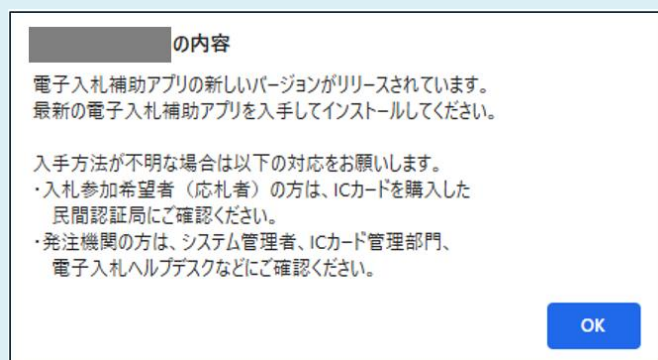 の内容
電子入札補助アプリの新しいバージョンがリリースされています。
最新の電子入札補助アプリを入手してインストールしてください。
入手方法が不明な場合は以下の対応をお願いします。
・入札参加希望者（応札者）の方は、ICカードを購入した
民間認証局にご確認ください。
・発注機関の方は、システム管理者、ICカード管理部門、
電子入札ヘルプデスクなどにご確認ください。
OK